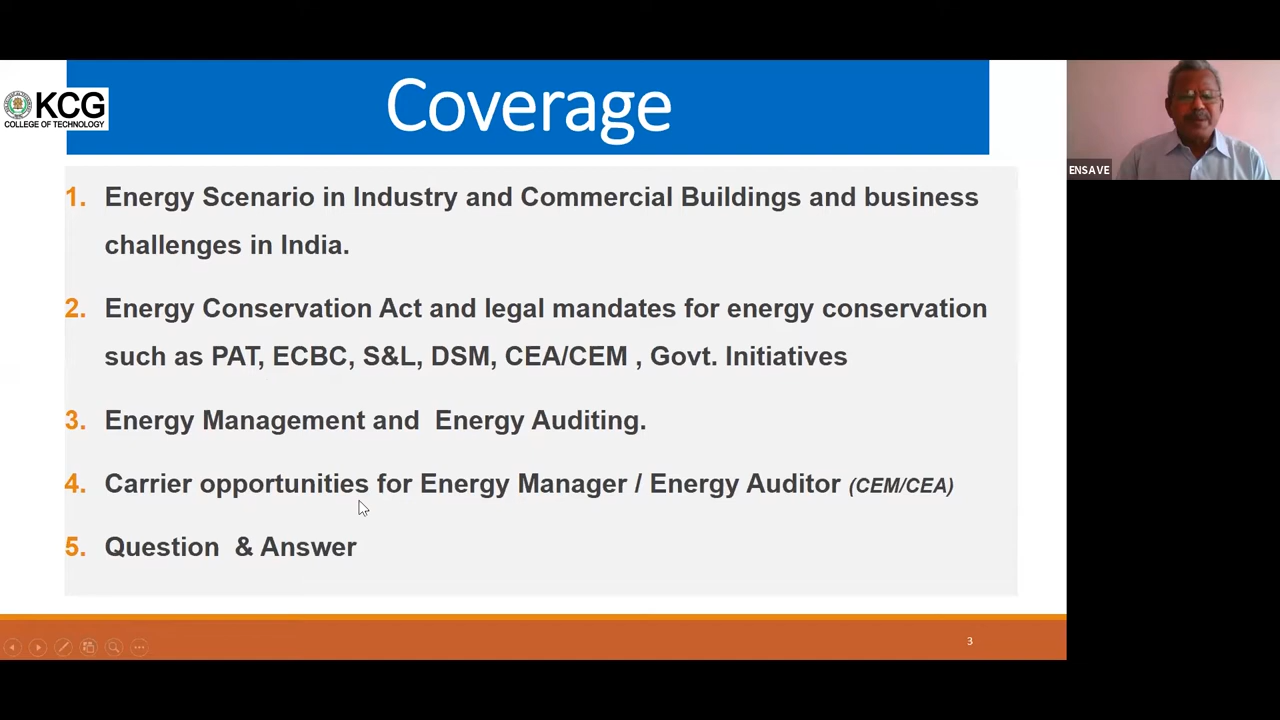 Coverage
KCG
COLLEGE OF TECHNOLOGY
ENSAVE
1. Energy Scenario in Industry and Commercial Buildings and business
challenges in India.
2. Energy Conservation Act and legal mandates for energy conservation
such as PAT, ECBC, S&L, DSM, CEA/CEM , Govt. Initiatives
3. Energy Management and Energy Auditing.
4. Carrier opportunities for Energy Manager / Energy Auditor (CEM/CEA)
5. Question & Answer
3